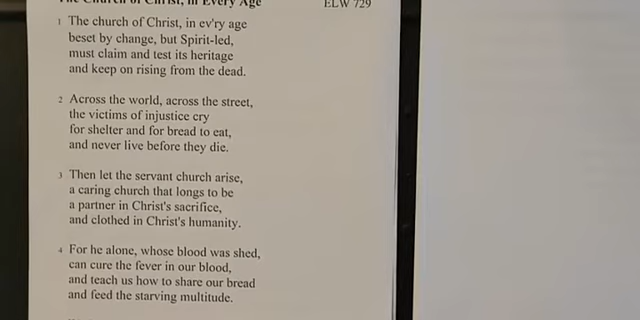 The Church of Christ, in Every Age ELW 729
1 The church of Christ, in ev'ry age
beset by change, but Spirit-led,
must claim and test its heritage
and keep on rising from the dead.
2 Across the world, across the street,
the victims of injustice cry
for shelter and for bread to eat,
and never live before they die.
3 Then let the servant church arise,
a caring church that longs to be
a partner in Christ's sacrifice,
and clothed in Christ's humanity.
4 For he alone, whose blood was shed,
can cure the fever in our blood,
and teach us how to share our bread
and feed the starving multitude.